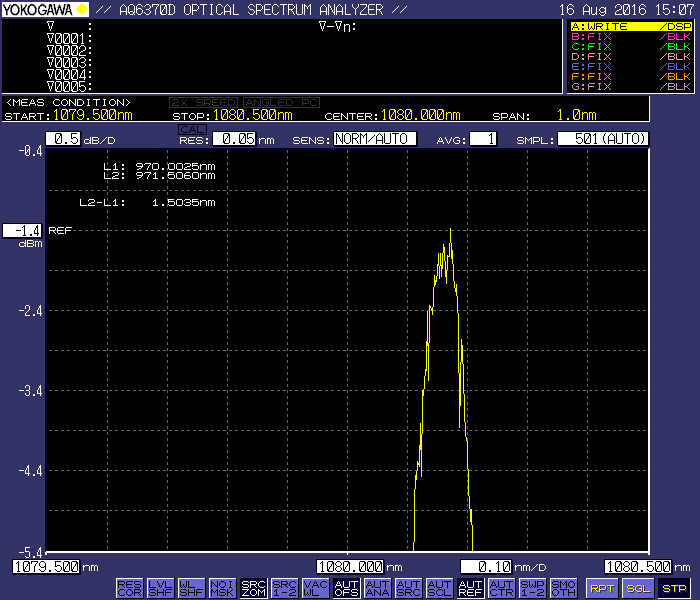 YOKOGAWA // AQ6370D OPTICAL SPECTRUM ANALYZER // 16 Aug 2016 15:07
∇ : ∇-∇n:
∇0001:
∇0002:
∇0003:
∇0004:
∇0005:
A:WRITE /DSP
B:FIX /BLK
C:FIX /BLK
D:FIX /BLK
E:FIX /BLK
F:FIX /BLK
G:FIX /BLK
<MEAS CONDITION> 2X SPEED ANGLED PC
START: 1079.500nm STOP: 1080.500nm CENTER: 1080.000nm SPAN: 1.0nm
CAL
0.5 dB/D RES: 0.05 nm SENS: NORM/AUTO AVG: 1 SMPL: 501(AUTO)
-0.4
L1: 970.0025nm
L2: 971.5060nm
L2-L1: 1.5035nm
-1.4 REF
dBm
-2.4
-3.4
-4.4
-5.4
1079.500 nm 1080.000 nm 0.10 nm/D 1080.500 nm
RES COR LVL SHF WL SHF NOI MSK SRC ZOM SRC 1-2 VAC WL AUT OFS AUT ANA AUT SRC AUT SCL AUT REF AUT CTR SWP 1-2 SMO OTH RPT SGL STP